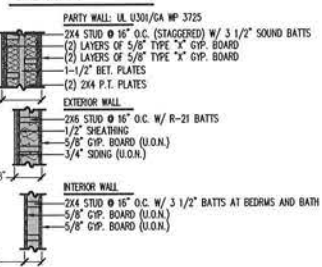 PARTY WALL: UL U301/GA WP 3725
2X4 STUD @ 16" O.C. (STAGGERED) W/ 3 1/2" SOUND BATTS
(2) LAYERS OF 5/8" TYPE "X" GYP. BOARD
(2) LAYERS OF 5/8" TYPE "X" GYP. BOARD
1-1/2" BET. PLATES
(2) 2X4 P.T. PLATES
EXTERIOR WALL
2X6 STUD @ 16" O.C. W/ R-21 BATTS
1/2" SHEATHING
5/8" GYP. BOARD (U.O.N.)
3/4" SIDING (U.O.N.)
INTERIOR WALL
2X4 STUD @ 16" O.C. W/ 3 1/2" BATTS AT BEDRMS AND BATH
5/8" GYP. BOARD (U.O.N.)
5/8" GYP. BOARD (U.O.N.)